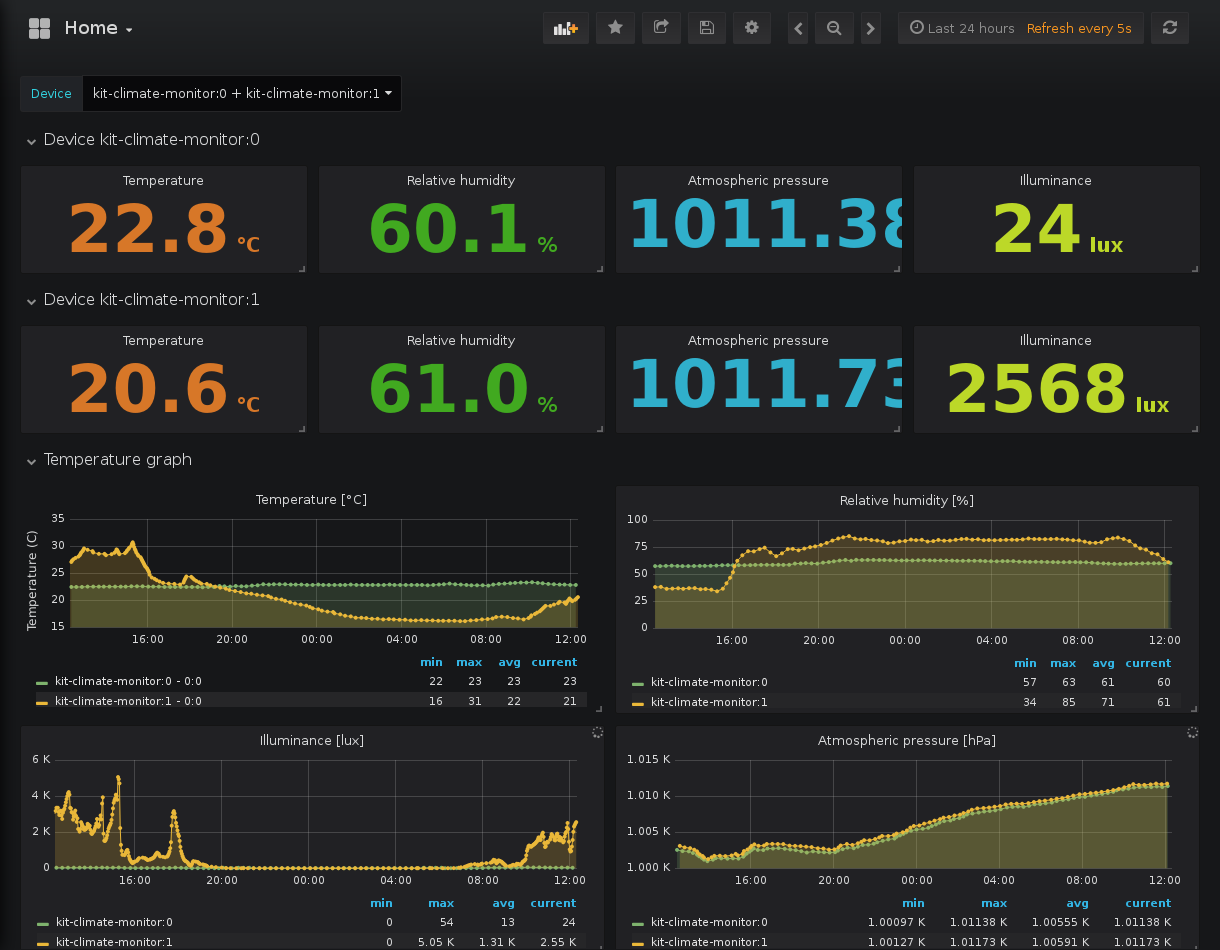 Home
Last 24 hours Refresh every 5s
Device kit-climate-monitor:0 + kit-climate-monitor:1
Device kit-climate-monitor:0
Temperature Relative humidity Atmospheric pressure Illuminance
22.8 °C 60.1 % 1011.38 24 lux
Device kit-climate-monitor:1
Temperature Relative humidity Atmospheric pressure Illuminance
20.6 °C 61.0 % 1011.73 2568 lux
Temperature graph
Temperature [°C]
Temperature (C)
35
30
25
20
15
16:00 20:00 00:00 04:00 08:00 12:00
min max avg current
kit-climate-monitor:0 - 0:0 22 23 23 23
kit-climate-monitor:1 - 0:0 16 31 22 21
Relative humidity [%]
100
75
50
25
0
16:00 20:00 00:00 04:00 08:00 12:00
min max avg current
kit-climate-monitor:0 57 63 61 60
kit-climate-monitor:1 34 85 71 61
Illuminance [lux]
6 K
4 K
2 K
0
16:00 20:00 00:00 04:00 08:00 12:00
min max avg current
kit-climate-monitor:0 0 54 13 24
kit-climate-monitor:1 0 5.05 K 1.31 K 2.55 K
Atmospheric pressure [hPa]
1.015 K
1.010 K
1.005 K
1.000 K
16:00 20:00 00:00 04:00 08:00 12:00
min max avg current
kit-climate-monitor:0 1.00097 K 1.01138 K 1.00555 K 1.01138 K
kit-climate-monitor:1 1.00127 K 1.01173 K 1.00591 K 1.01173 K